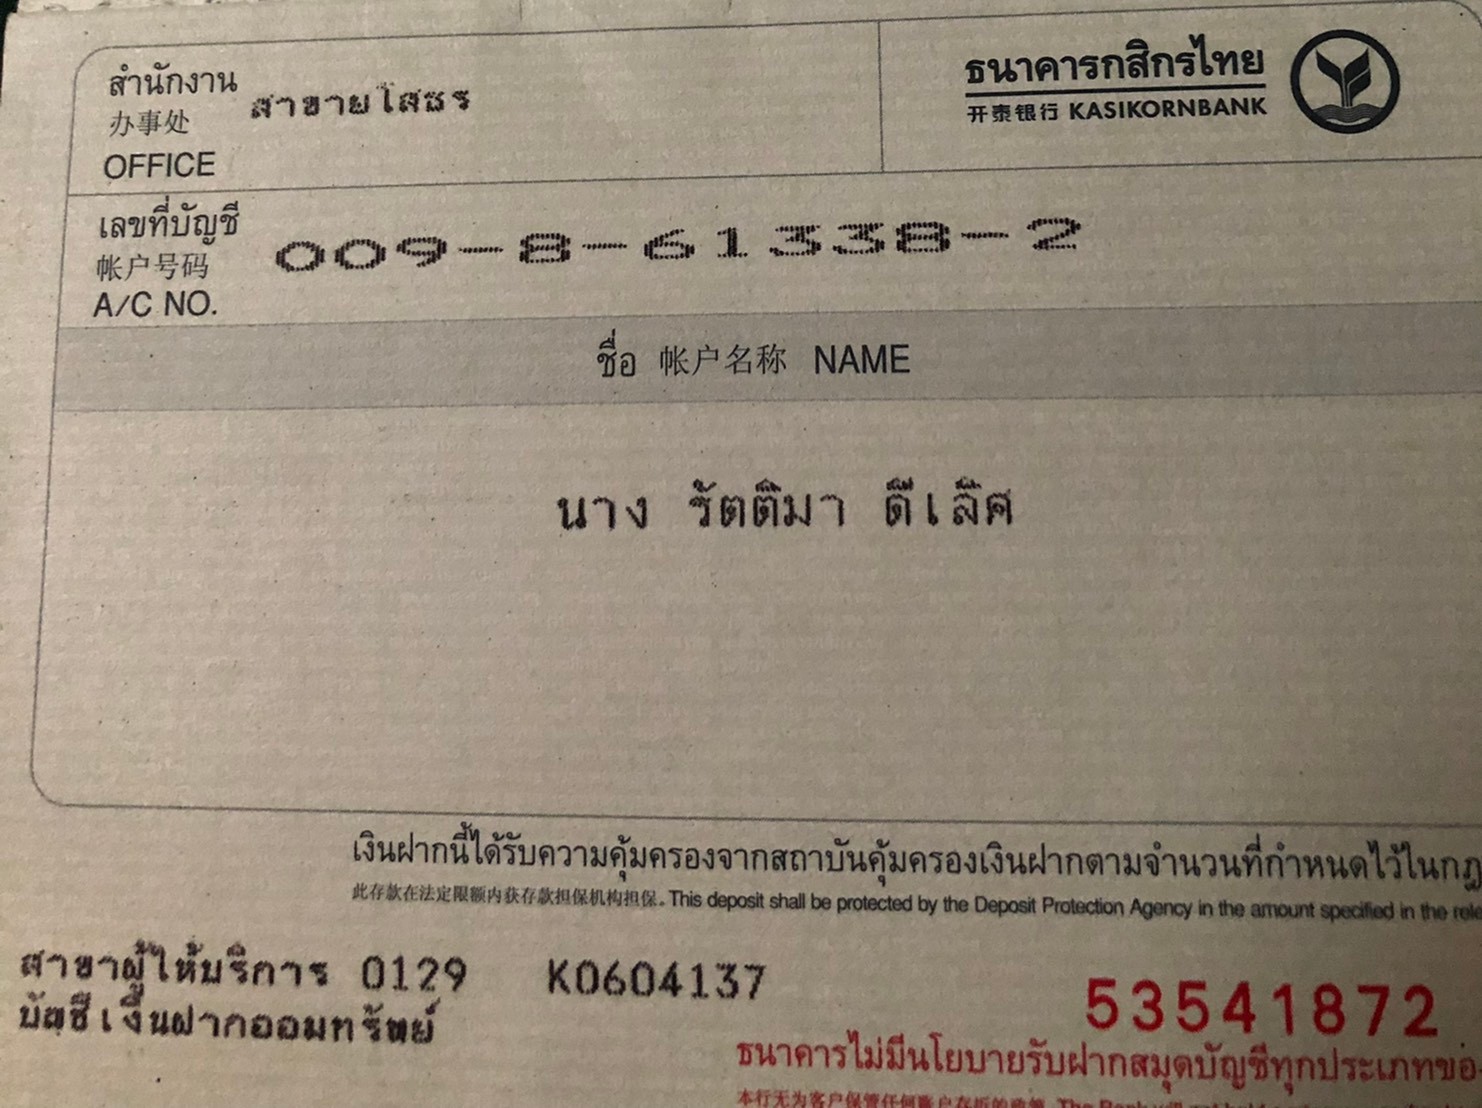 สำนักงาน สาขายโสธร
办事处
OFFICE
ธนาคารกสิกรไทย
开泰银行 KASIKORNBANK
เลขที่บัญชี
帐户号码
A/C NO.
009-8-61338-2
ชื่อ 帐户名称 NAME
นาง รัตติมา ดีเลิศ
เงินฝากนี้ได้รับความคุ้มครองจากสถาบันคุ้มครองเงินฝากตามจำนวนที่กำหนดไว้ในกฎ
此存款在法定限额内获存款担保机构担保。This deposit shall be protected by the Deposit Protection Agency in the amount specified in the rele
สาขาผู้ให้บริการ 0129 K0604137
บัญชีเงินฝากออมทรัพย์
53541872
ธนาคารไม่มีนโยบายรับฝากสมุดบัญชีทุกประเภทขอ
本行无为客户保管任何账户存折的政策. The Bank will not